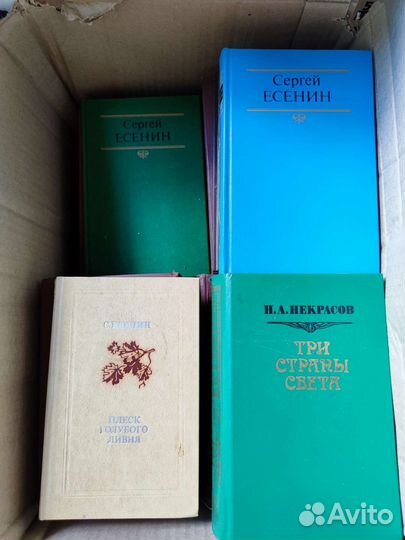 Сергей
ЕСЕНИН
Сергей
ЕСЕНИН
С. ЕСЕНИН
ПЛЕСК
ГОЛУБОГО
ЛИВНЯ
Н. А. НЕКРАСОВ
ТРИ
СТРАНЫ
СВЕТА
Avito